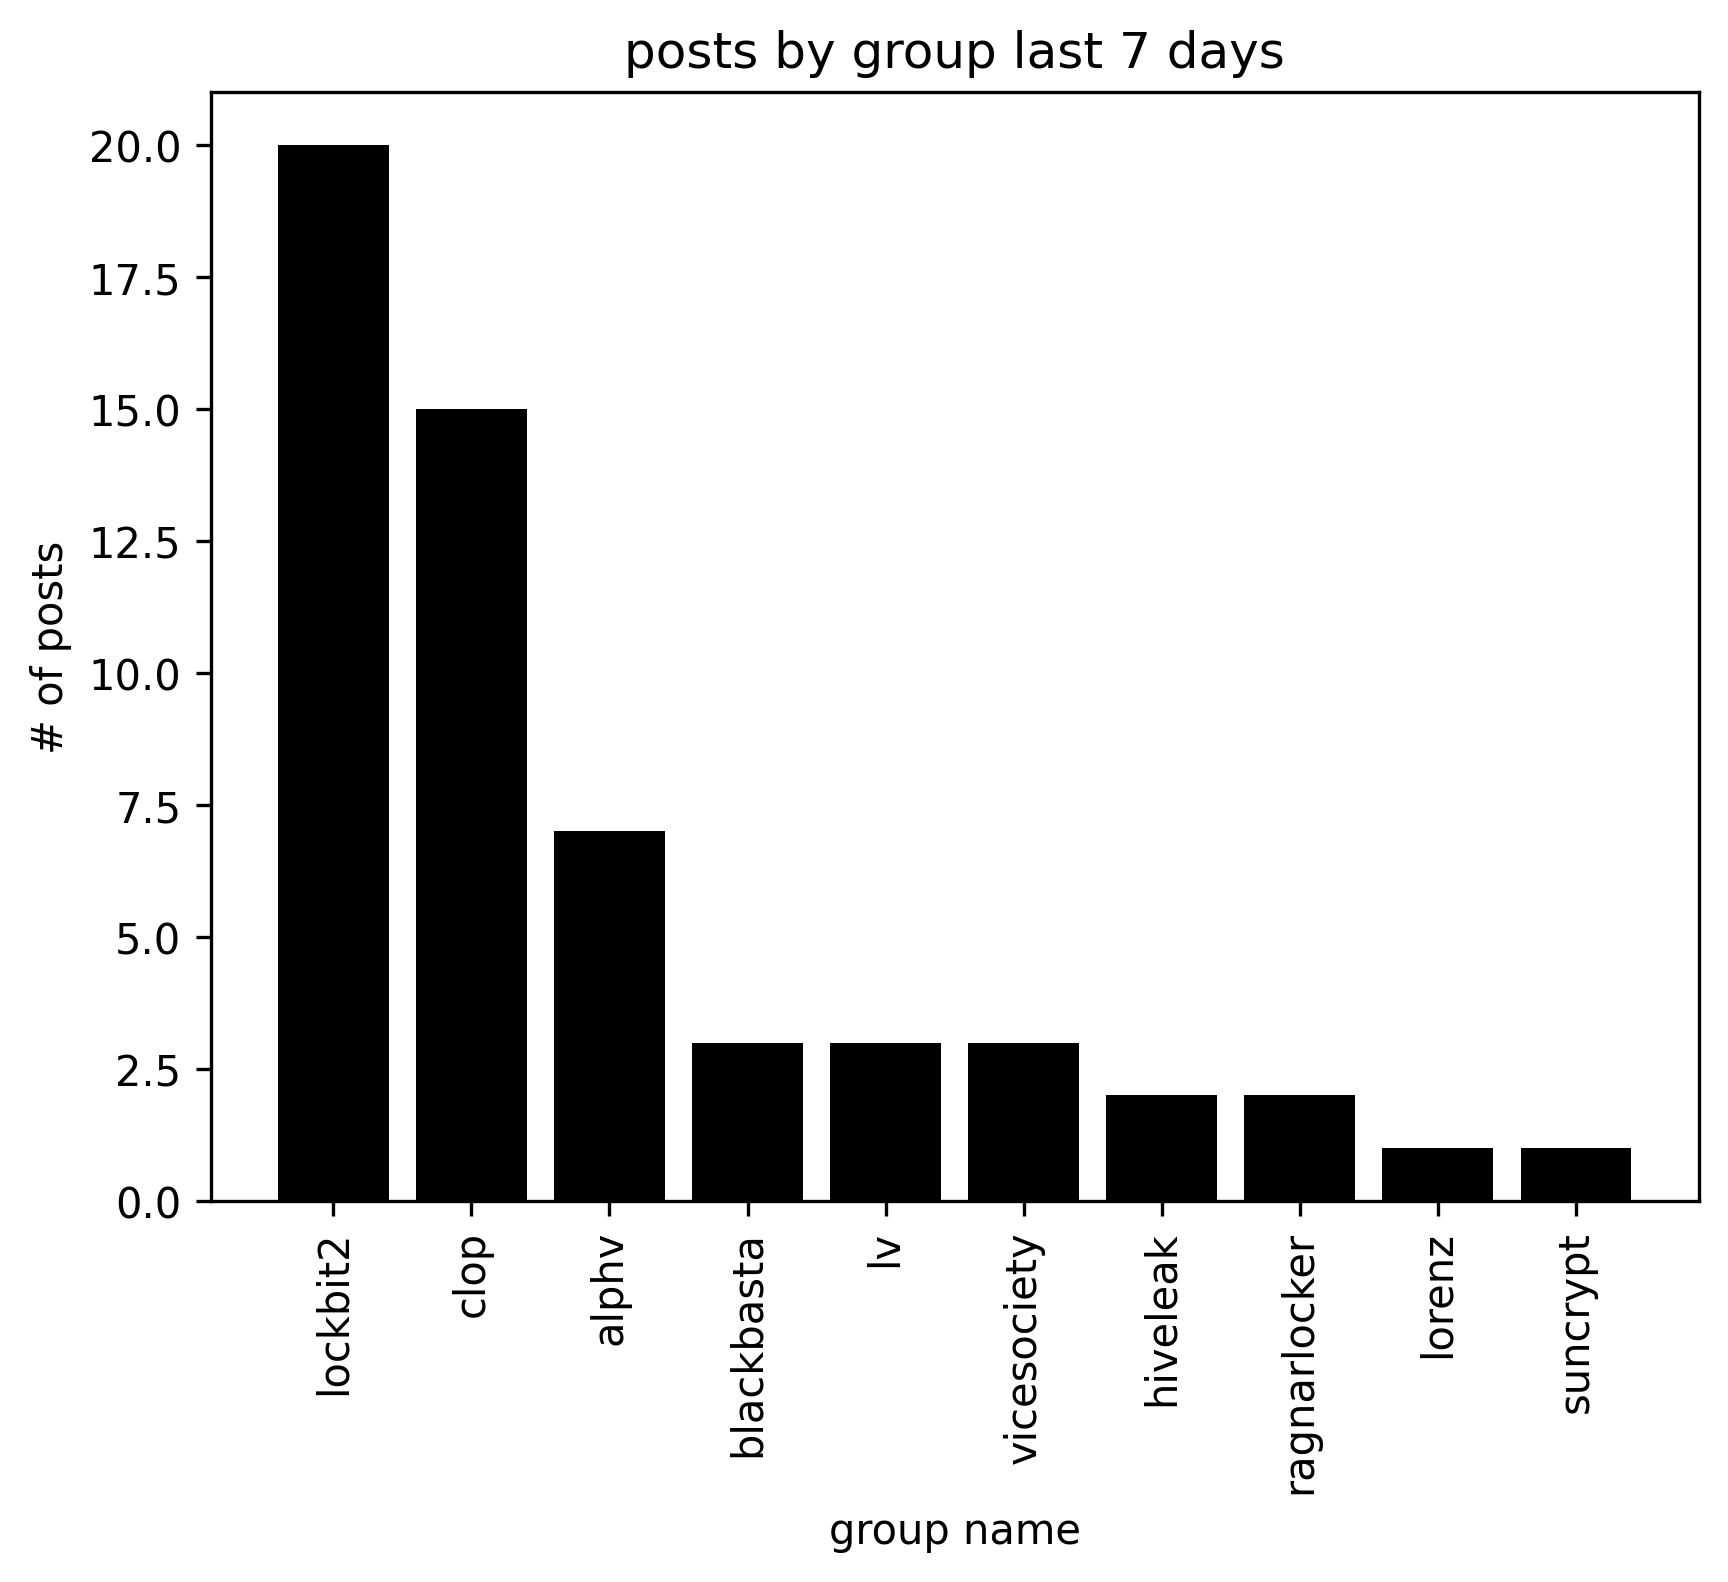 posts by group last 7 days
# of posts
20.0
17.5
15.0
12.5
10.0
7.5
5.0
2.5
0.0
lockbit2
clop
alphv
blackbasta
lv
vicesociety
hiveleak
ragnarlocker
lorenz
suncrypt
group name